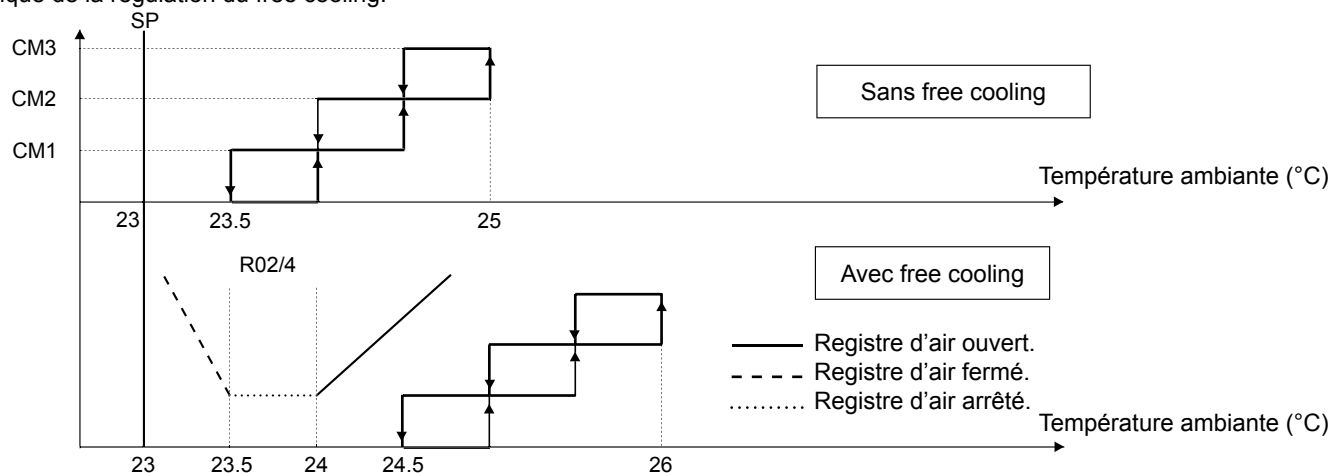 ique de la régulation du free cooling.
SP
CM3
CM2
CM1
Sans free cooling
Température ambiante (°C)
23
23.5
25
R02/4
Avec free cooling
Registre d'air ouvert.
Registre d'air fermé.
Registre d'air arrêté.
Température ambiante (°C)
23
23.5
24
24.5
26